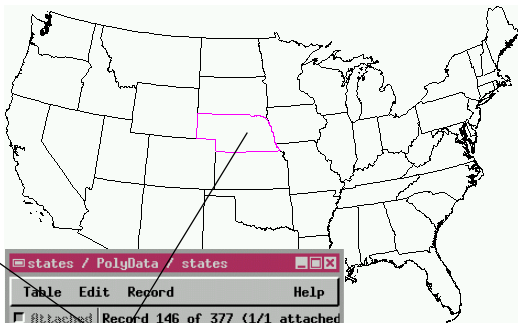 states / PolyData / states
Table Edit Record Help
Attached Record 146 of 377 (1/1 attached